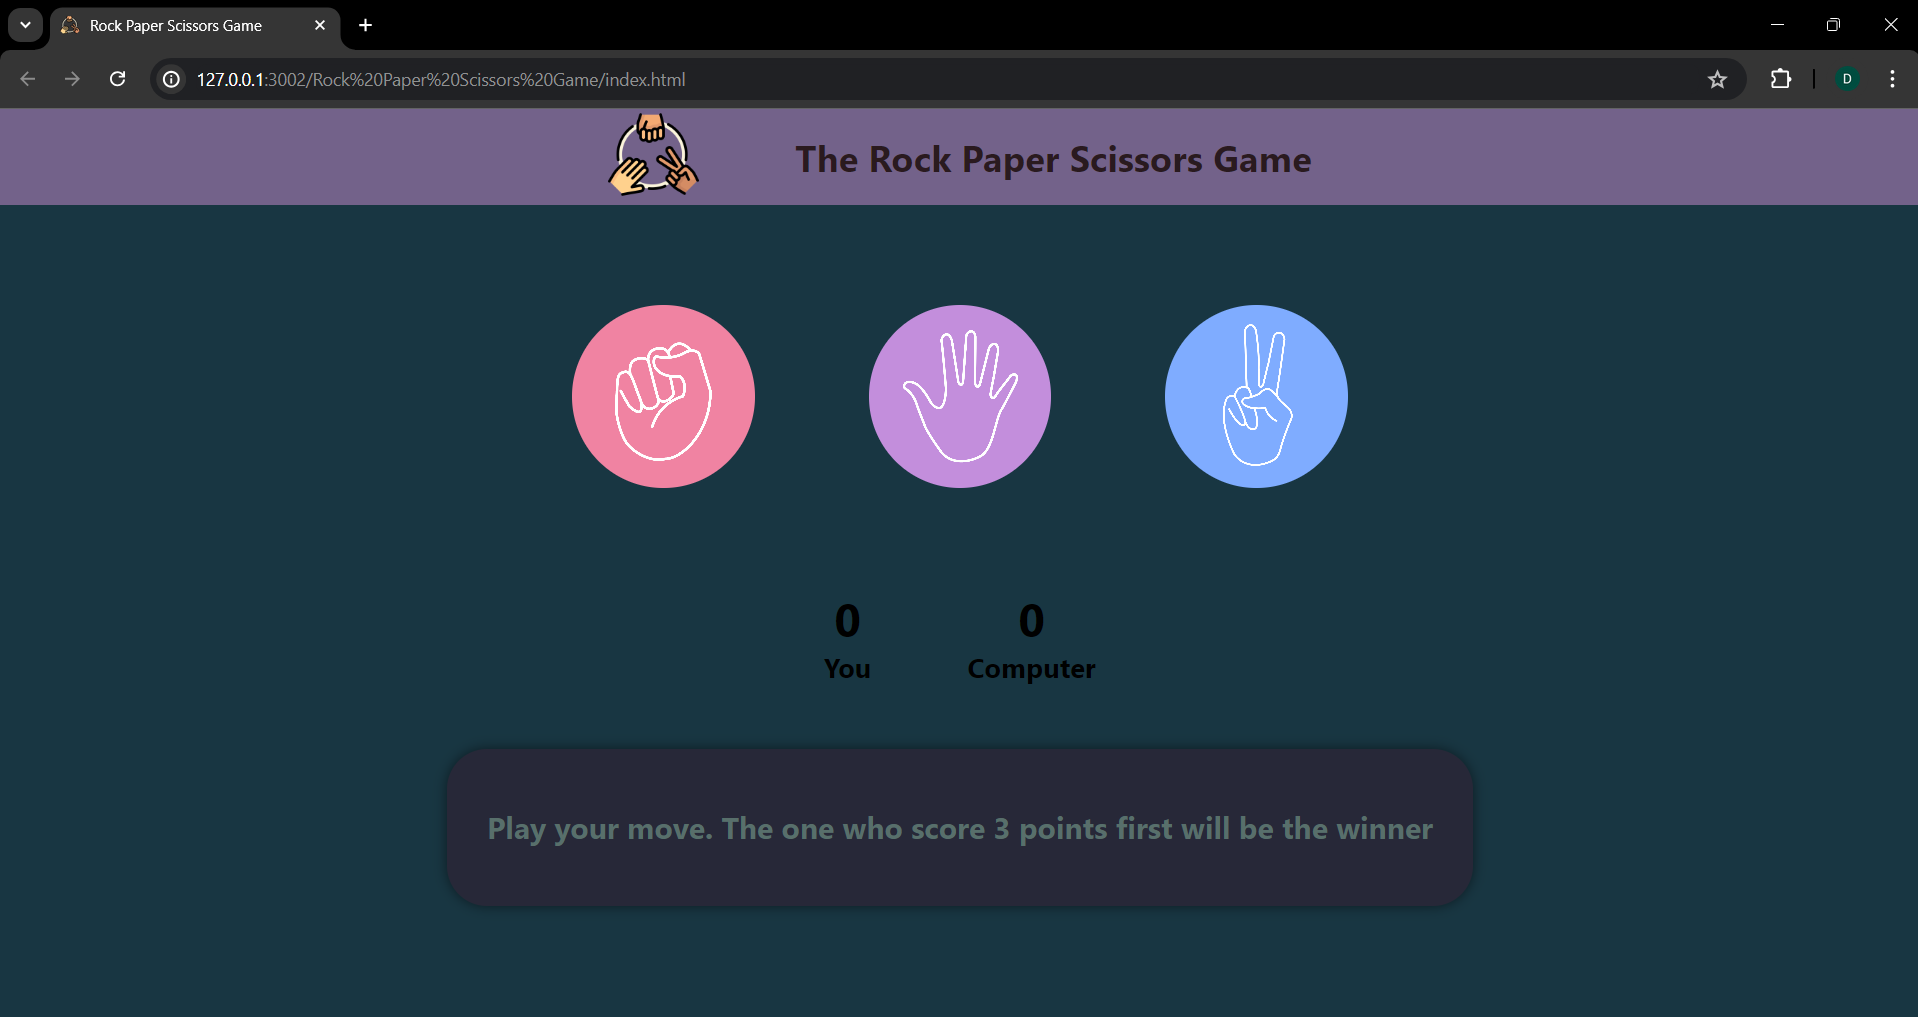 Rock Paper Scissors Game
127.0.0.1:3002/Rock%20Paper%20Scissors%20Game/index.html
D
The Rock Paper Scissors Game
0 0
You Computer
Play your move. The one who score 3 points first will be the winner